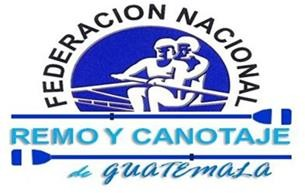 FEDERACION NACIONAL
REMO Y CANOTAJE
de GUATEMALA